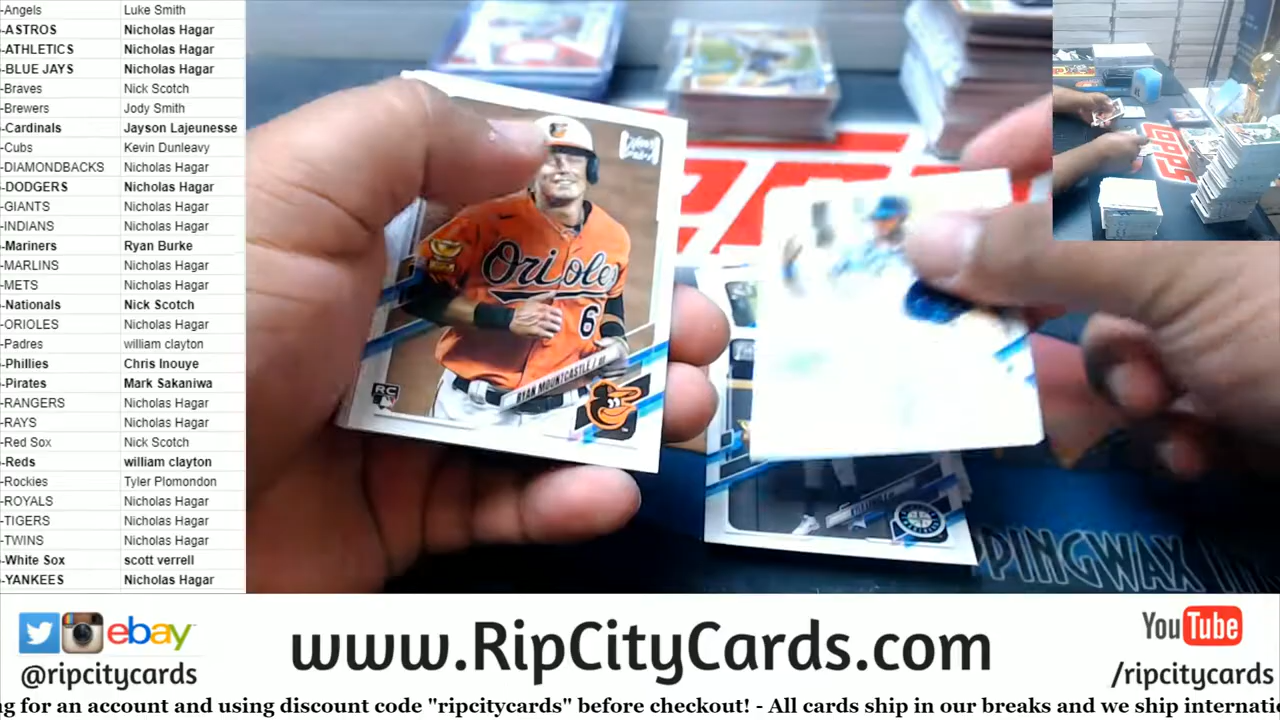 -Angels Luke Smith
-ASTROS Nicholas Hagar
-ATHLETICS Nicholas Hagar
-BLUE JAYS Nicholas Hagar
-Braves Nick Scotch
-Brewers Jody Smith
-Cardinals Jayson Lajeunesse
-Cubs Kevin Dunleavy
-DIAMONDBACKS Nicholas Hagar
-DODGERS Nicholas Hagar
-GIANTS Nicholas Hagar
-INDIANS Nicholas Hagar
-Mariners Ryan Burke
-MARLINS Nicholas Hagar
-METS Nicholas Hagar
-Nationals Nick Scotch
-ORIOLES Nicholas Hagar
-Padres william clayton
-Phillies Chris Inouye
-Pirates Mark Sakaniwa
-RANGERS Nicholas Hagar
-RAYS Nicholas Hagar
-Red Sox Nick Scotch
-Reds william clayton
-Rockies Tyler Plomondon
-ROYALS Nicholas Hagar
-TIGERS Nicholas Hagar
-TWINS Nicholas Hagar
-White Sox scott verrell
-YANKEES Nicholas Hagar
Orioles
6
RYAN MOUNTCASTLE
RC
TOPPS
PPINGWAX
ebay
@ripcitycards
www.RipCityCards.com
YouTube
/ripcitycards
ng for an account and using discount code "ripcitycards" before checkout! - All cards ship in our breaks and we ship internatio